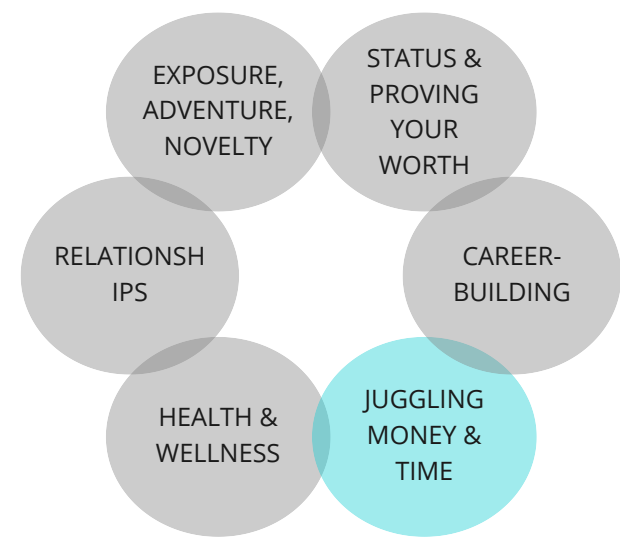 EXPOSURE,
ADVENTURE,
NOVELTY
STATUS &
PROVING
YOUR
WORTH
RELATIONSH
IPS
CAREER-
BUILDING
HEALTH &
WELLNESS
JUGGLING
MONEY &
TIME